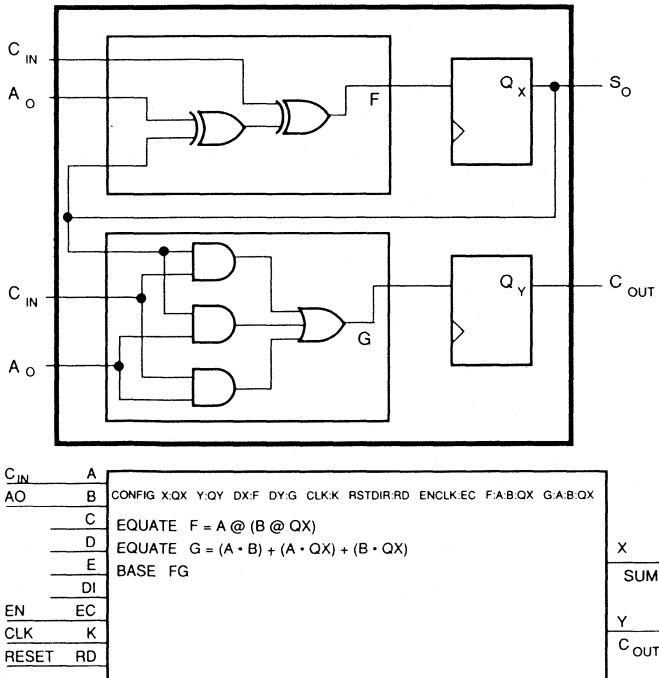 C IN
A O
F
Q X
S O
C IN
A O
G
Q Y
C OUT
C IN A
AO B
C
D
E
DI
EN EC
CLK K
RESET RD
CONFIG X:QX Y:QY DX:F DY:G CLK:K RSTDIR:RD ENCLK:EC F:A:B:QX G:A:B:QX
EQUATE F = A @ (B @ QX)
EQUATE G = (A • B) + (A • QX) + (B • QX)
BASE FG
X
SUM
Y
C OUT